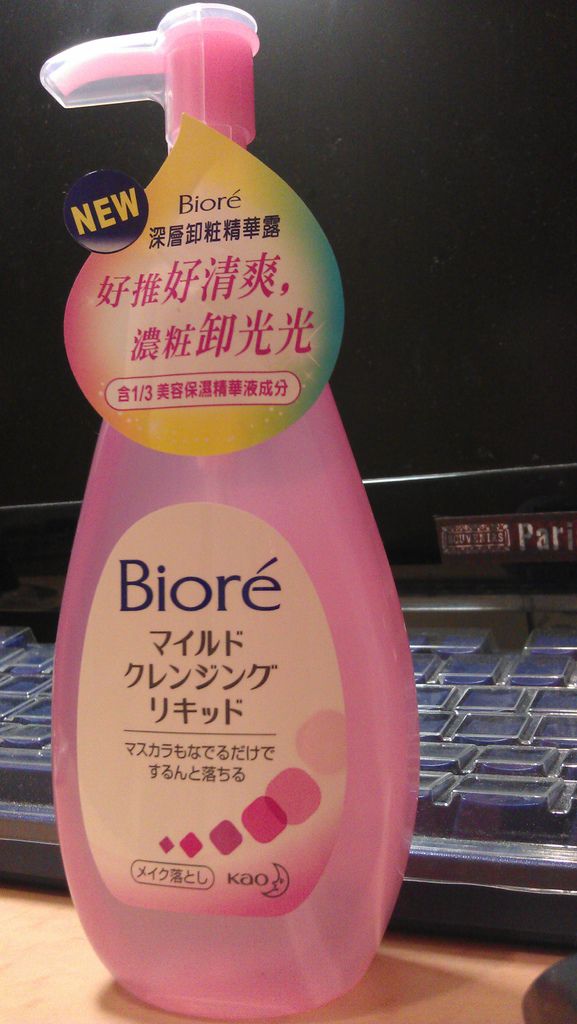 NEW
Bioré
深層卸粧精華露
好推好清爽,
濃粧卸光光
含1/3 美容保濕精華液成分
Bioré
マイルド
クレンジング
リキッド
マスカラもなでるだけで
するんと落ちる
メイク落とし
Kao
SOUVENIRS
Pari